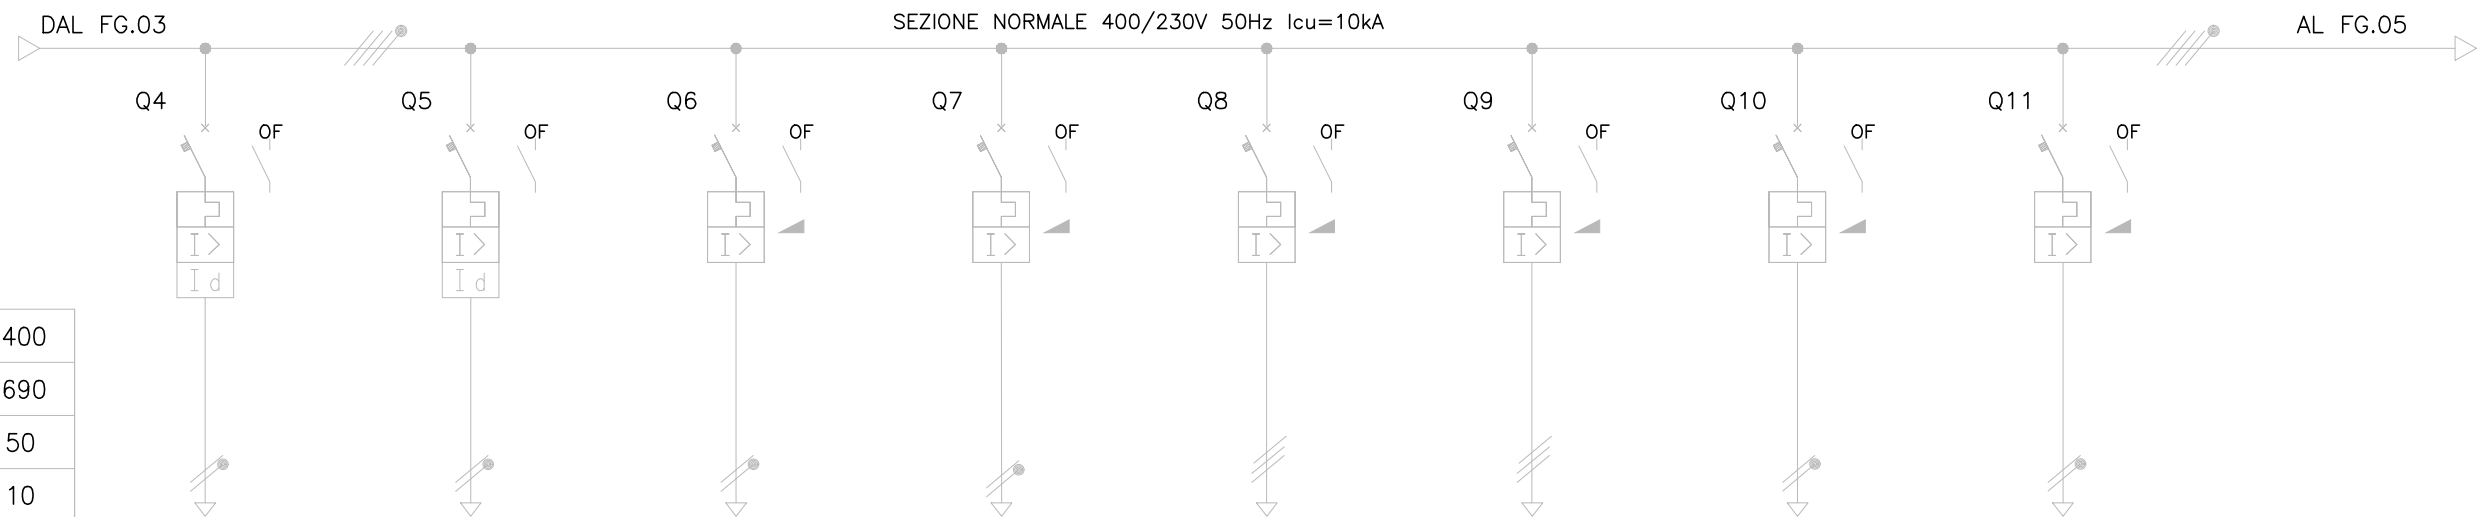 DAL FG.03
SEZIONE NORMALE 400/230V 50Hz Icu=10kA
AL FG.05
Q4
Q5
Q6
Q7
Q8
Q9
Q10
Q11
OF
OF
OF
OF
OF
OF
OF
OF
I>
I>
I>
I>
I>
I>
I>
I>
Id
Id
400
690
50
10